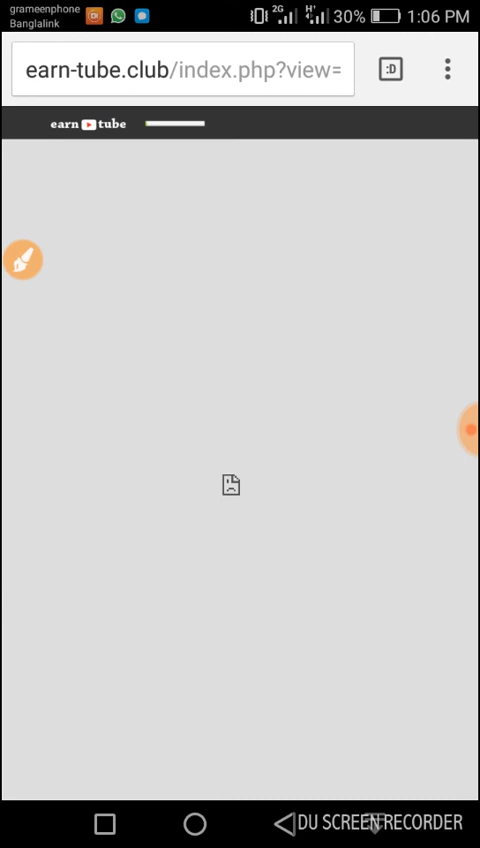 grameenphone
Banglalink
2G
H+
30%
1:06 PM
earn-tube.club/index.php?view=
:D
earn tube
DU SCREEN RECORDER